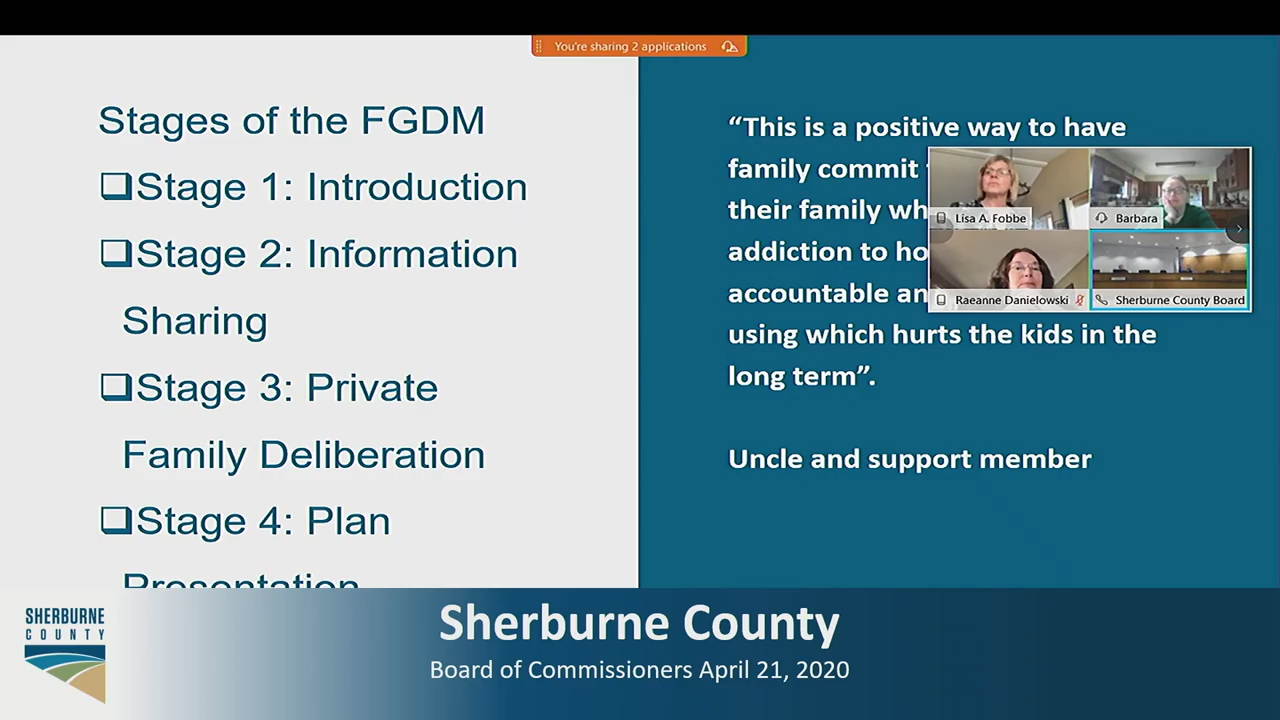 You're sharing 2 applications
Stages of the FGDM
Stage 1: Introduction
Stage 2: Information
Sharing
Stage 3: Private
Family Deliberation
Stage 4: Plan
Presentation
“This is a positive way to have
family commit
their family wh
addiction to ho
accountable an
using which hurts the kids in the
long term”.
Uncle and support member
Lisa A. Fobbe
Barbara
Raeanne Danielowski
Sherburne County Board
SHERBURNE
COUNTY
Sherburne County
Board of Commissioners April 21, 2020